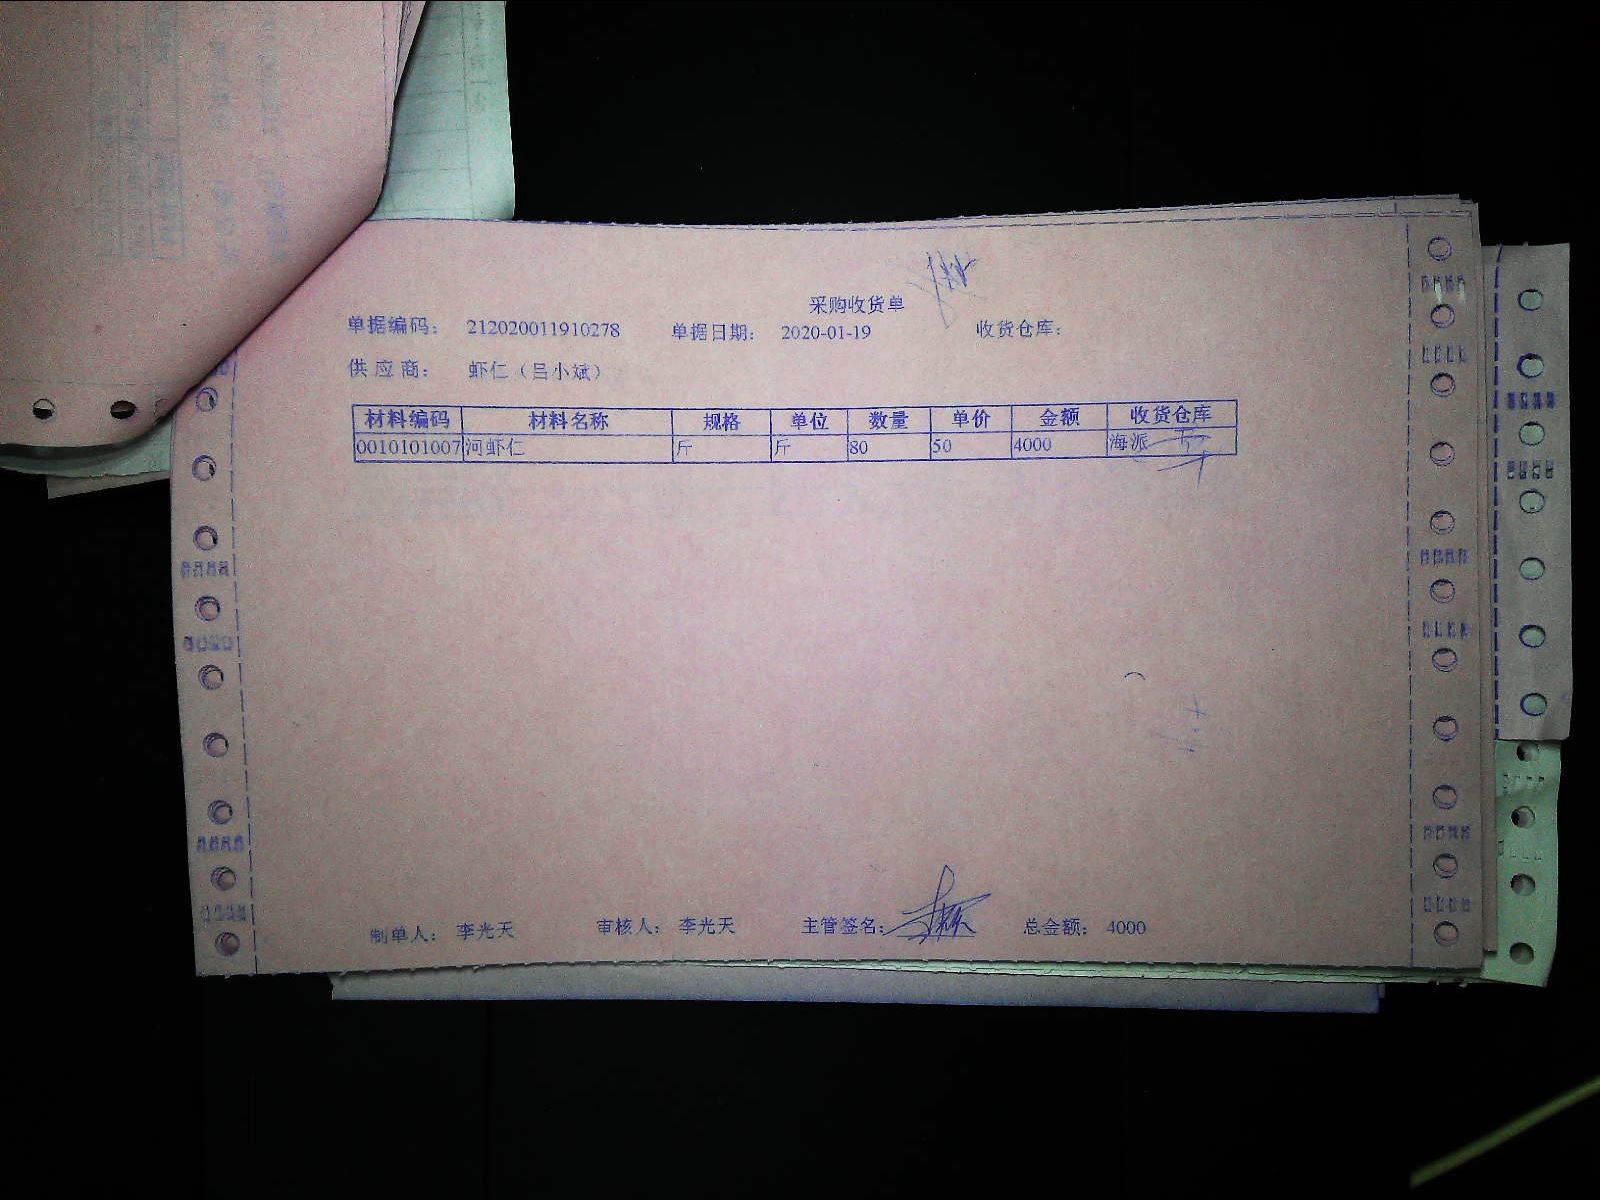 采购收货单
单据编码： 212020011910278 单据日期： 2020-01-19 收货仓库：
供 应 商： 虾仁（吕小斌）
材料编码 材料名称 规格 单位 数量 单价 金额 收货仓库
0010101007 河虾仁 斤 斤 80 50 4000 海派
制单人： 李光天 审核人： 李光天 主管签名： 总金额： 4000